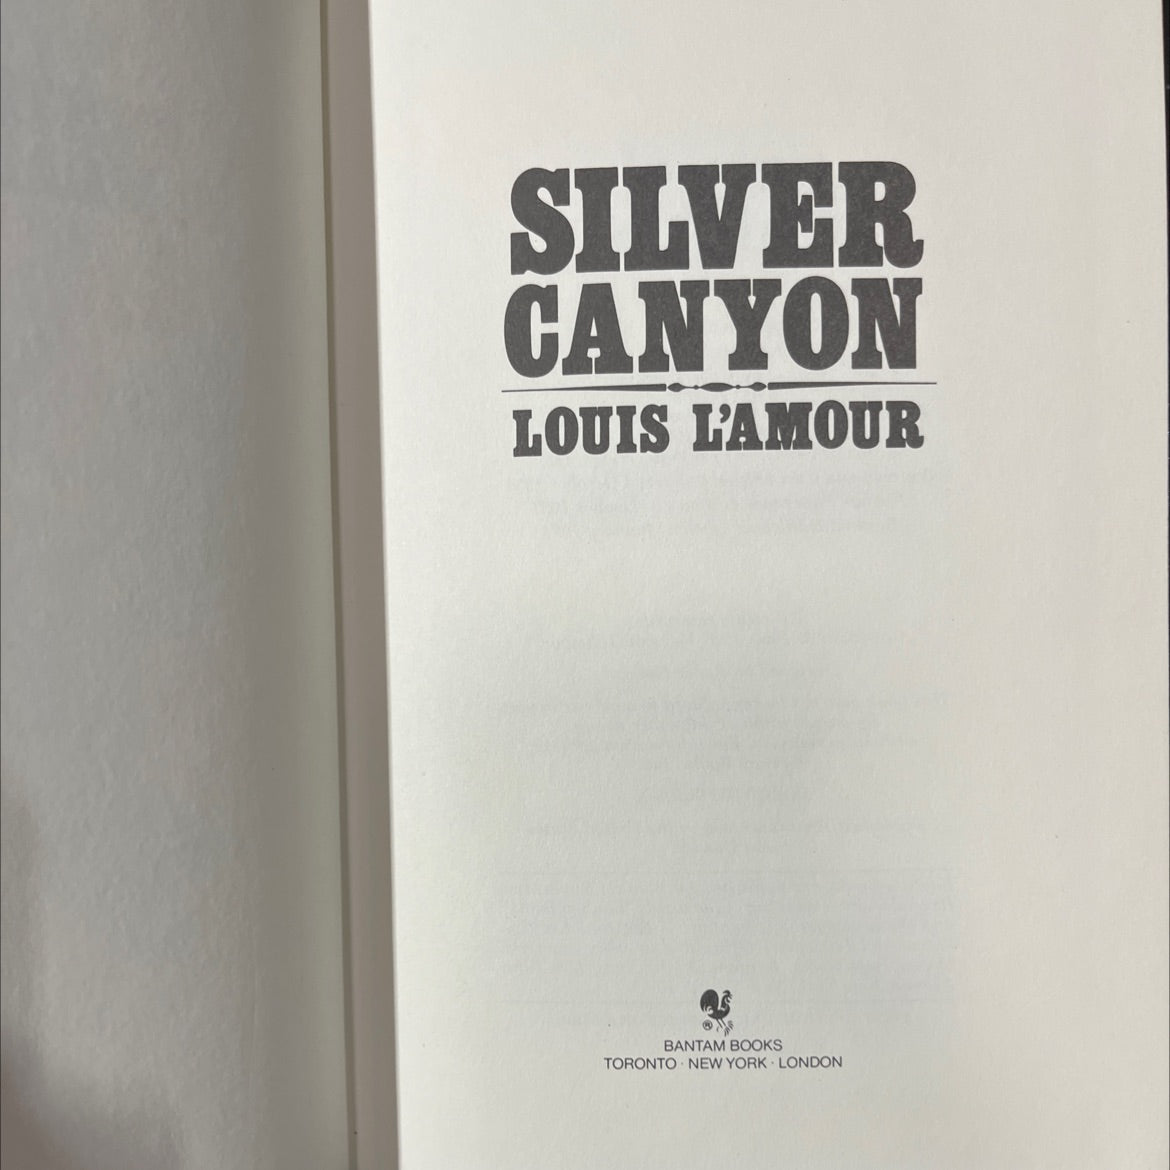 SILVER
CANYON
LOUIS L'AMOUR
®
BANTAM BOOKS
TORONTO · NEW YORK · LONDON